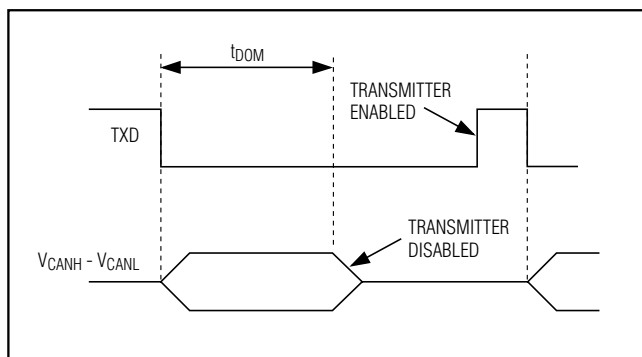 tDOM
TRANSMITTER
ENABLED
TXD
TRANSMITTER
DISABLED
VCANH - VCANL